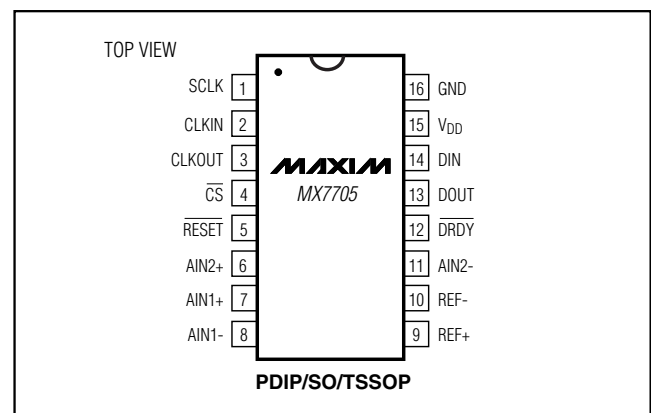 TOP VIEW
SCLK 1 16 GND
CLKIN 2 15 VDD
CLKOUT 3 14 DIN
MAXIM
CS 4 MX7705 13 DOUT
RESET 5 12 DRDY
AIN2+ 6 11 AIN2-
AIN1+ 7 10 REF-
AIN1- 8 9 REF+
PDIP/SO/TSSOP